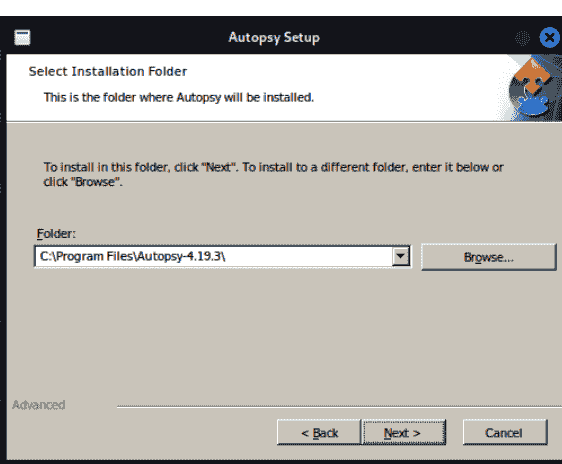 Autopsy Setup
Select Installation Folder
This is the folder where Autopsy will be installed.
To install in this folder, click "Next". To install to a different folder, enter it below or
click "Browse".
Folder:
C:\Program Files\Autopsy-4.19.3\
Browse...
Advanced
< Back
Next >
Cancel